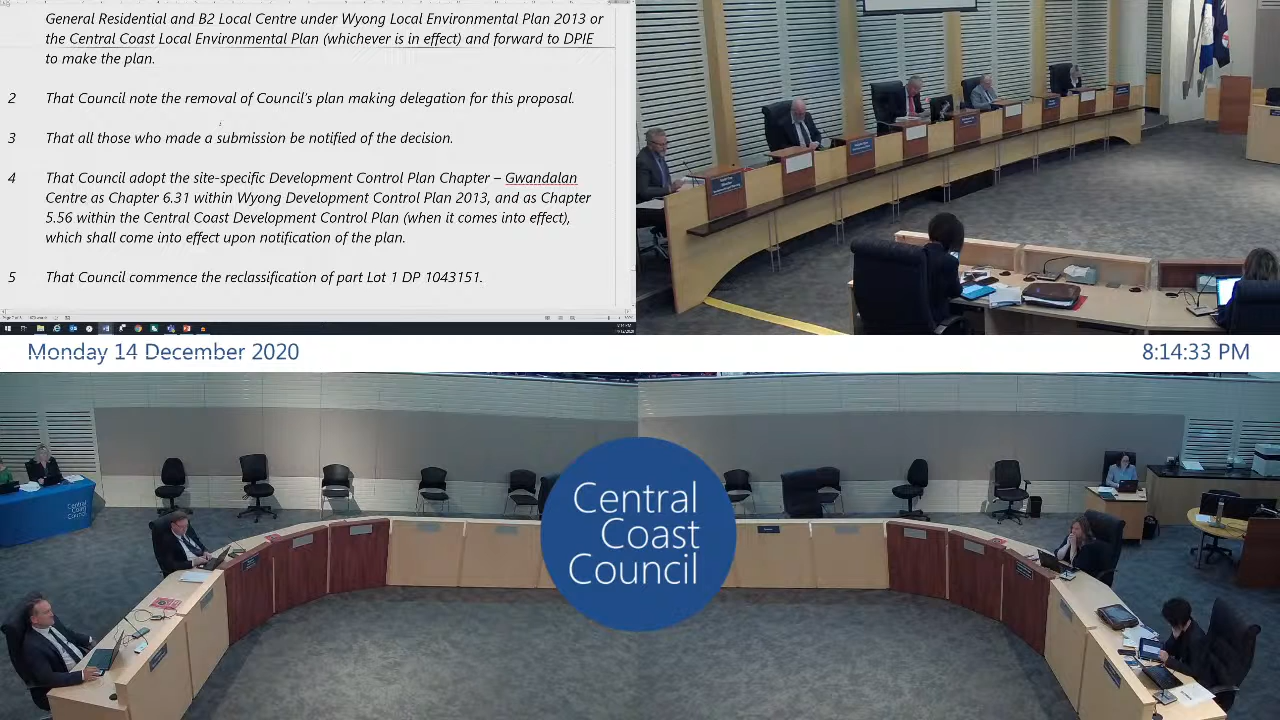 General Residential and B2 Local Centre under Wyong Local Environmental Plan 2013 or
the Central Coast Local Environmental Plan (whichever is in effect) and forward to DPIE
to make the plan.
2 That Council note the removal of Council's plan making delegation for this proposal.
3 That all those who made a submission be notified of the decision.
4 That Council adopt the site-specific Development Control Plan Chapter – Gwandalan
Centre as Chapter 6.31 within Wyong Development Control Plan 2013, and as Chapter
5.56 within the Central Coast Development Control Plan (when it comes into effect),
which shall come into effect upon notification of the plan.
5 That Council commence the reclassification of part Lot 1 DP 1043151.
Monday 14 December 2020
8:14:33 PM
Central
Coast
Council
Central
Coast
Council